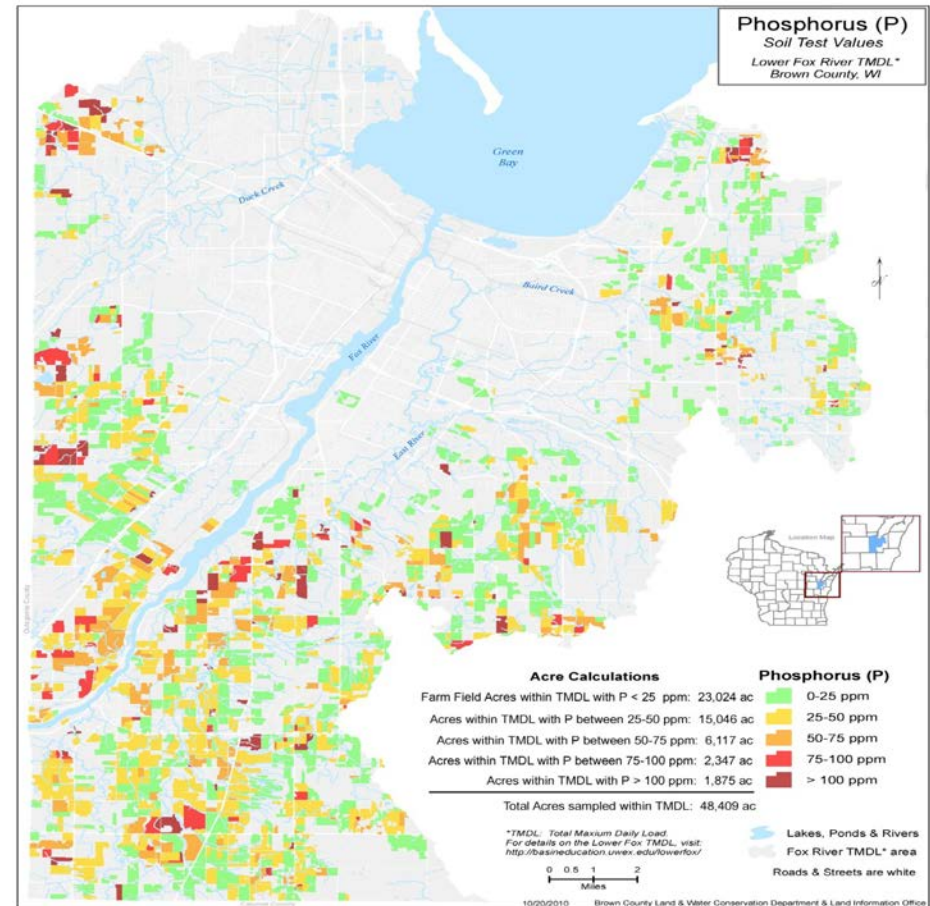 Phosphorus (P)
Soil Test Values
Lower Fox River TMDL*
Brown County, WI
Green
Bay
Duck Creek
Baird Creek
Fox River
East River
N
Location Map
Outagamie County
Acre Calculations
Farm Field Acres within TMDL with P < 25 ppm: 23,024 ac
Acres within TMDL with P between 25-50 ppm: 15,046 ac
Acres within TMDL with P between 50-75 ppm: 6,117 ac
Acres within TMDL with P between 75-100 ppm: 2,347 ac
Acres within TMDL with P > 100 ppm: 1,875 ac
Total Acres sampled within TMDL: 48,409 ac
Phosphorus (P)
0-25 ppm
25-50 ppm
50-75 ppm
75-100 ppm
> 100 ppm
*TMDL: Total Maxium Daily Load.
For details on the Lower Fox TMDL, visit:
http://basineducation.uwex.edu/lowerfox/
Lakes, Ponds & Rivers
Fox River TMDL* area
Roads & Streets are white
0 0.5 1 2
Miles
Calumet County
10/20/2010 Brown County Land & Water Conservation Department & Land Information Office